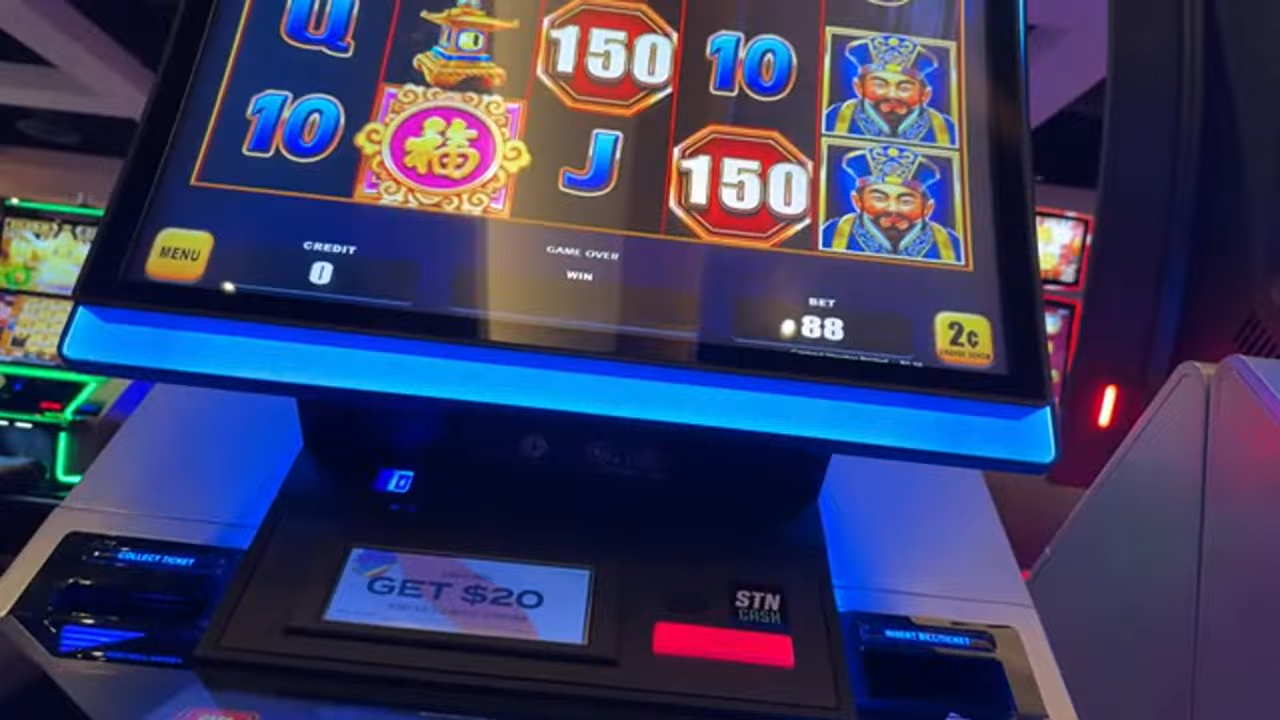 Q
150
10
10
福
J
150
MENU
CREDIT
0
GAME OVER
WIN
BET
88
2¢
COLLECT TICKET
GET $20
STN
CASH
INSERT BILL/TICKET